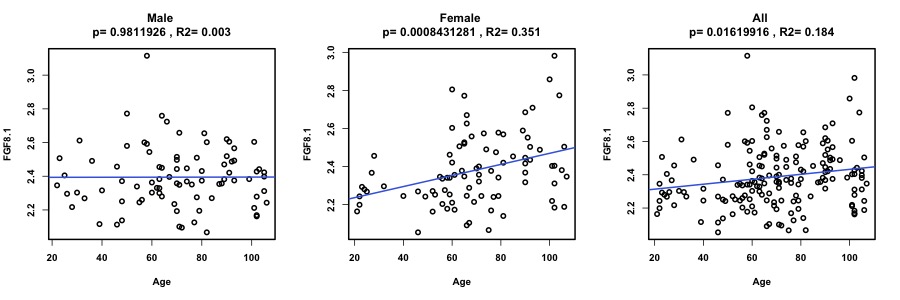 Male
p= 0.9811926 , R2= 0.003
FGF8.1
3.0
2.8
2.6
2.4
2.2
20 40 60 80 100
Age
Female
p= 0.0008431281 , R2= 0.351
FGF8.1
3.0
2.8
2.6
2.4
2.2
20 40 60 80 100
Age
All
p= 0.01619916 , R2= 0.184
FGF8.1
3.0
2.8
2.6
2.4
2.2
20 40 60 80 100
Age